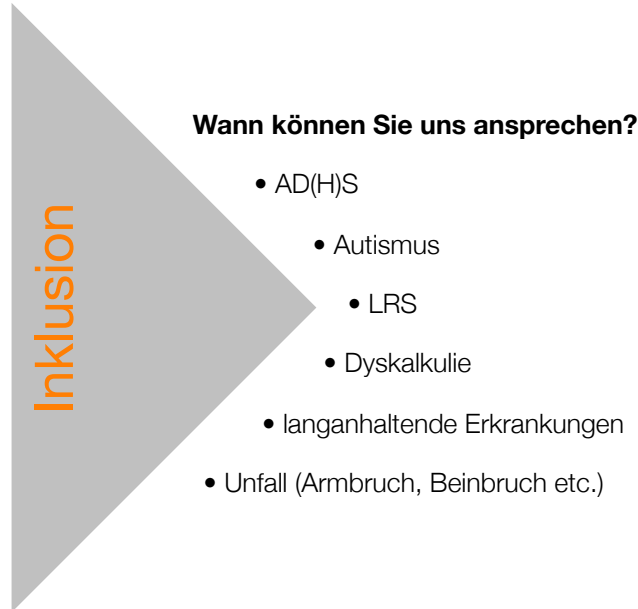 Inklusion
Wann können Sie uns ansprechen?
• AD(H)S
• Autismus
• LRS
• Dyskalkulie
• langanhaltende Erkrankungen
• Unfall (Armbruch, Beinbruch etc.)